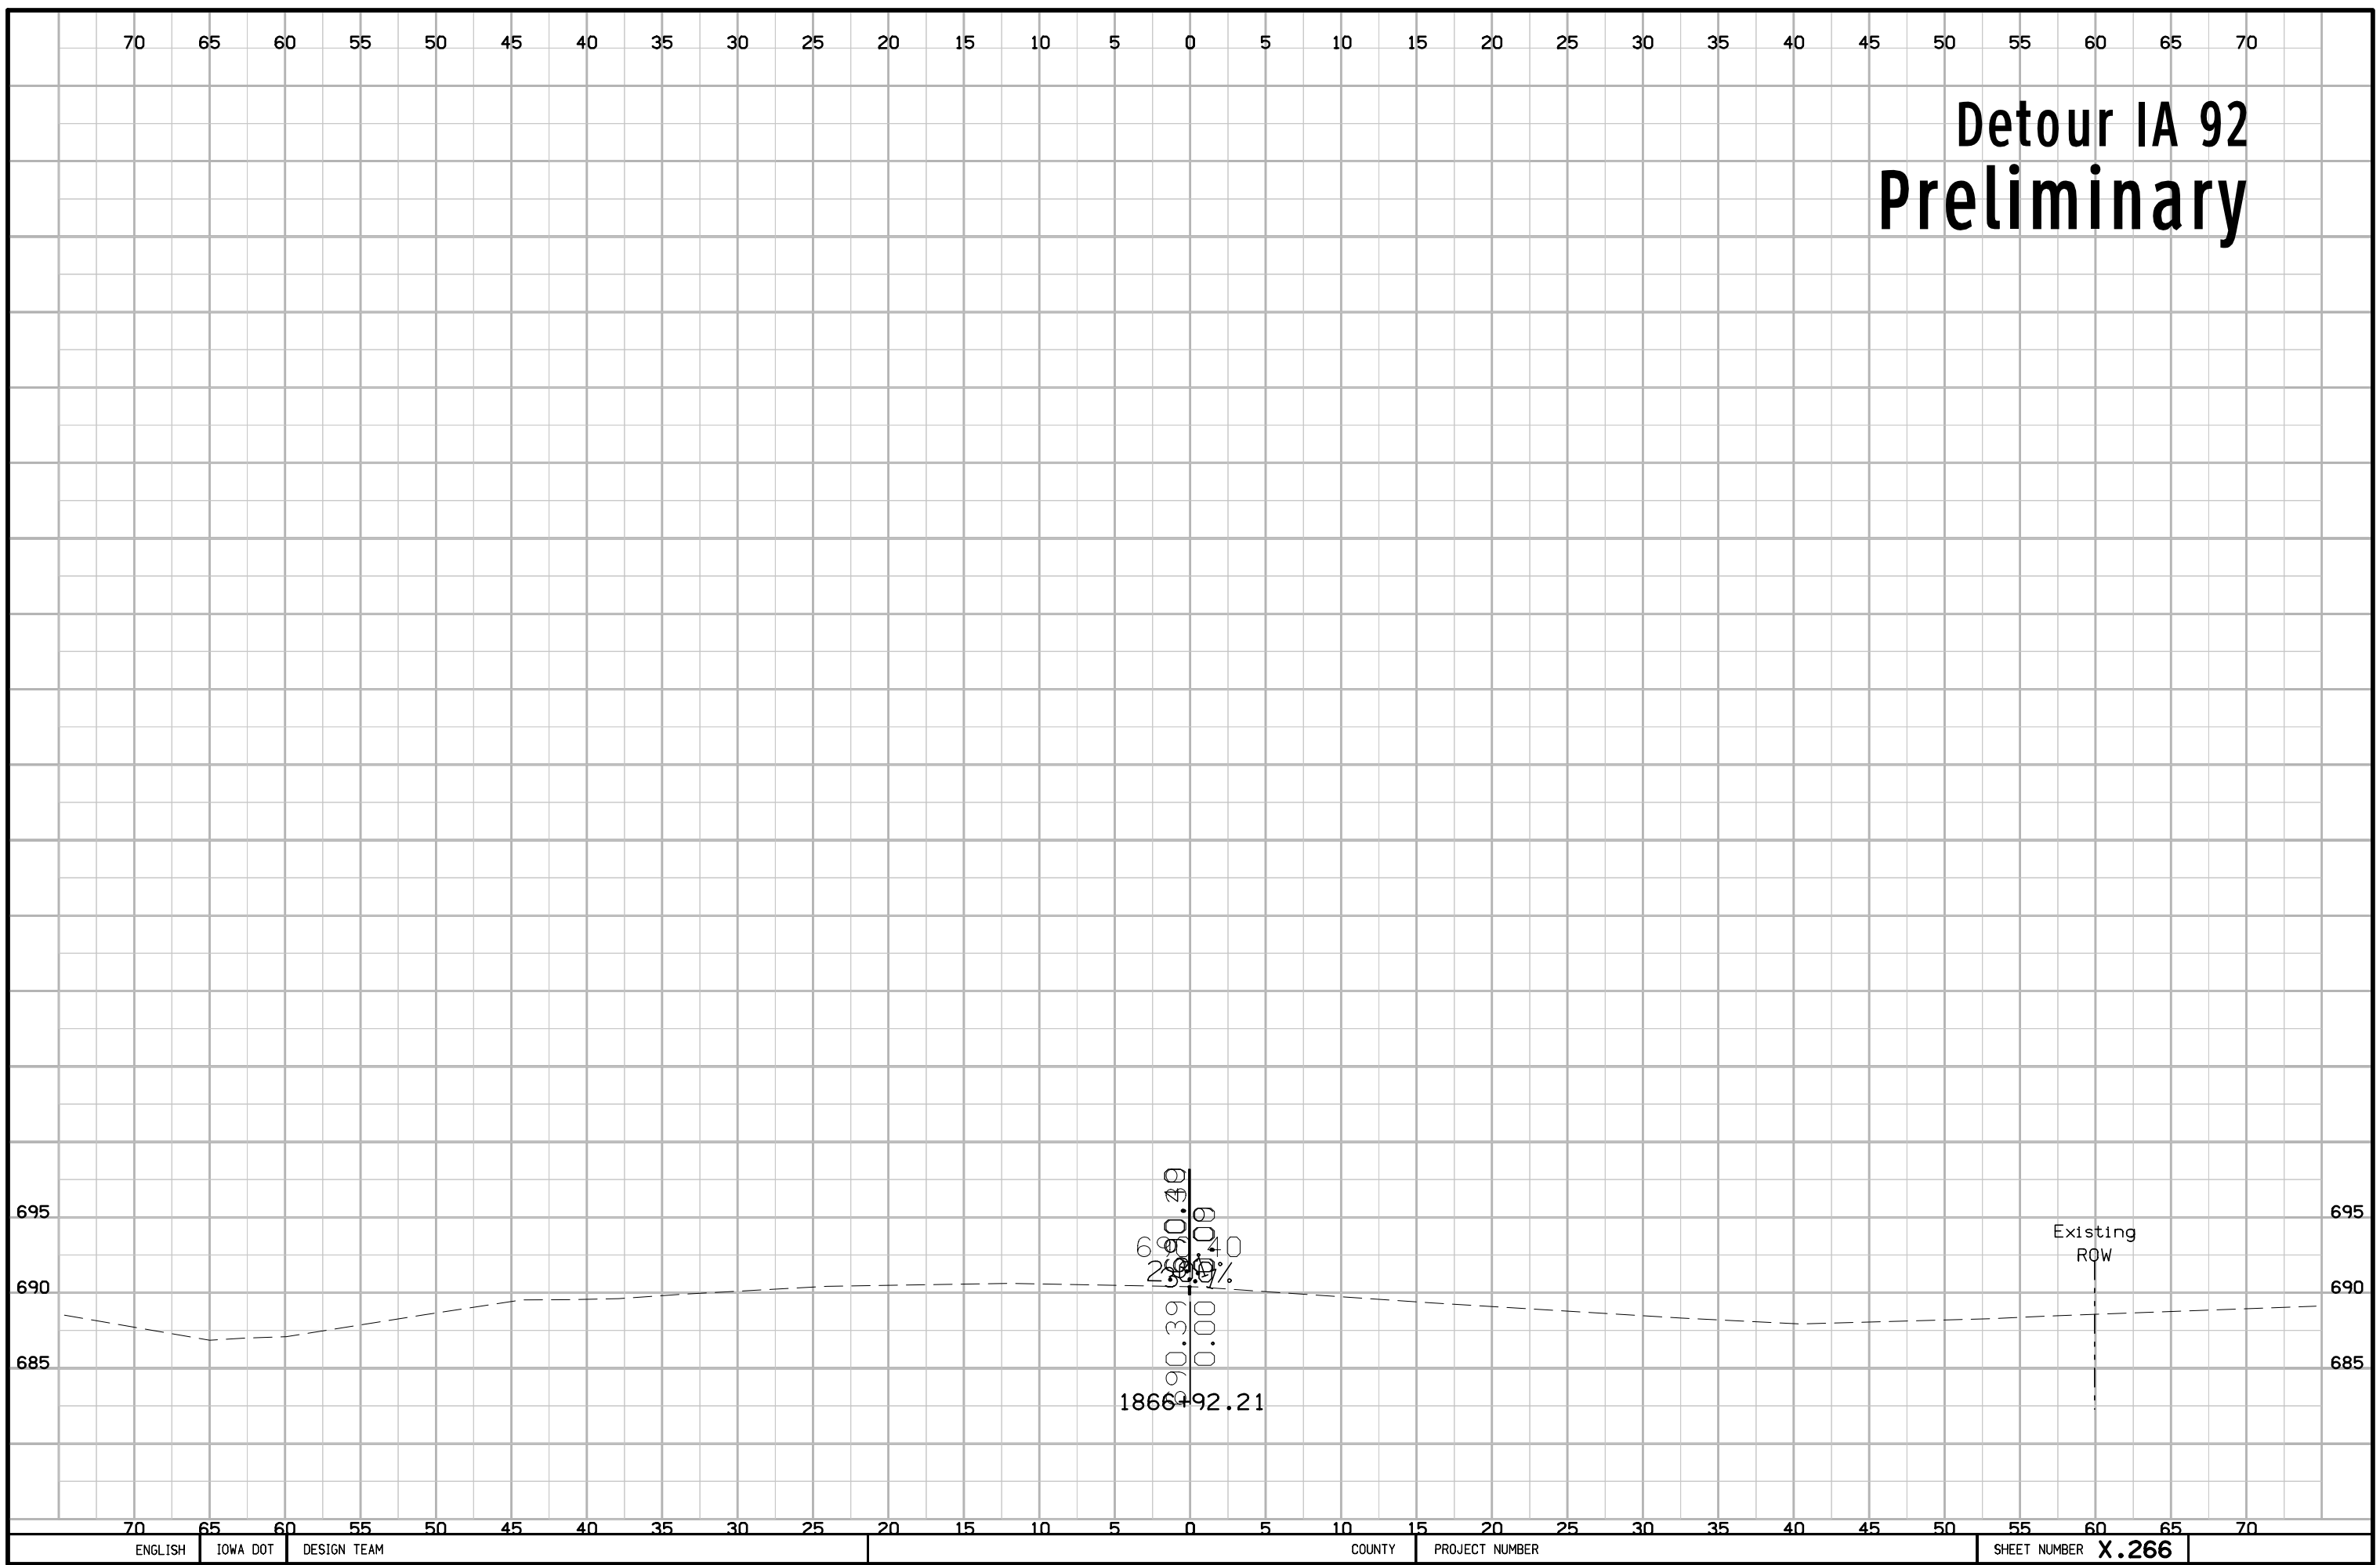 70 65 60 55 50 45 40 35 30 25 20 15 10 5 0 5 10 15 20 25 30 35 40 45 50 55 60 65 70
Detour IA 92
Preliminary
695 695
Existing
ROW
690 690
690.39
0.00
685 685
1866+92.21
70 65 60 55 50 45 40 35 30 25 20 15 10 5 0 5 10 15 20 25 30 35 40 45 50 55 60 65 70
ENGLISH IOWA DOT DESIGN TEAM COUNTY PROJECT NUMBER SHEET NUMBER X.266